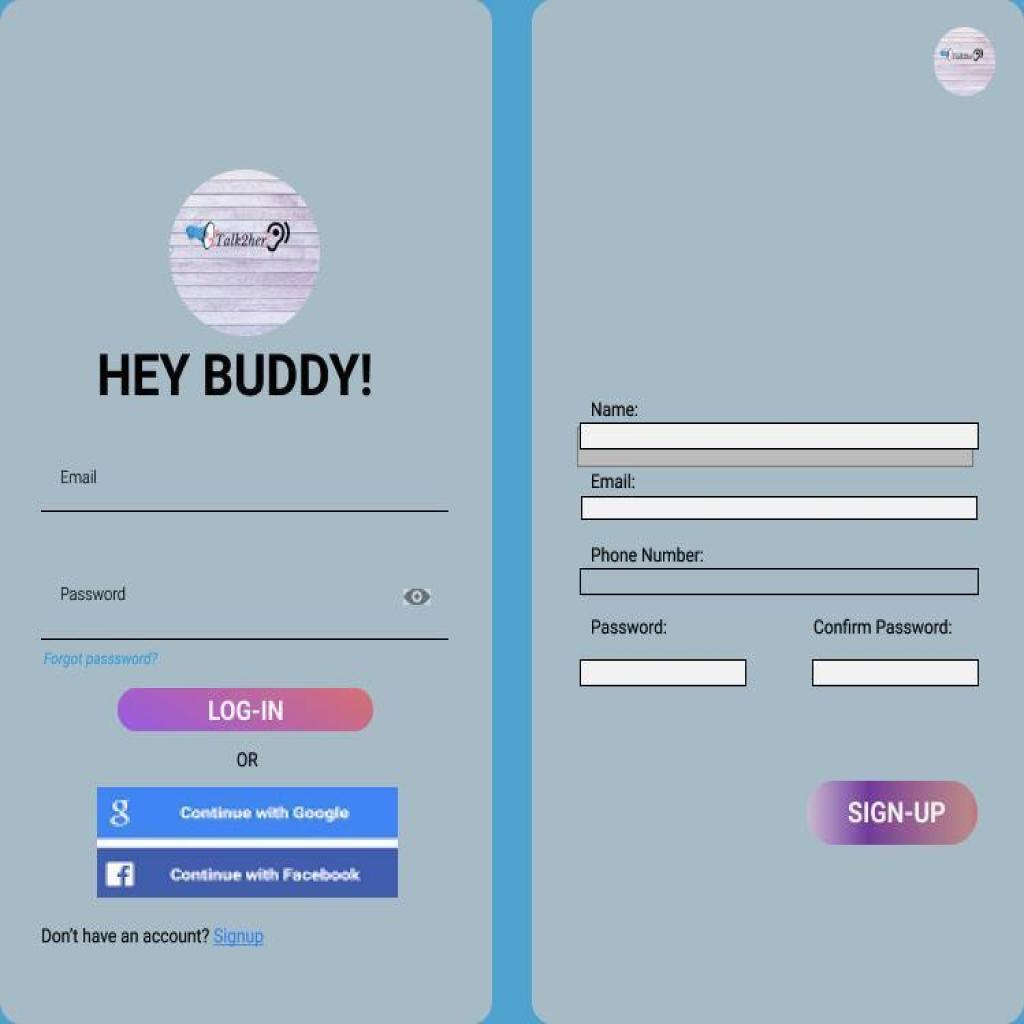 Talk2her
HEY BUDDY!
Email
Password
Forgot passsword?
LOG-IN
OR
g Continue with Google
f Continue with Facebook
Don't have an account? Signup
Talk2her
Name:
Email:
Phone Number:
Password: Confirm Password:
SIGN-UP